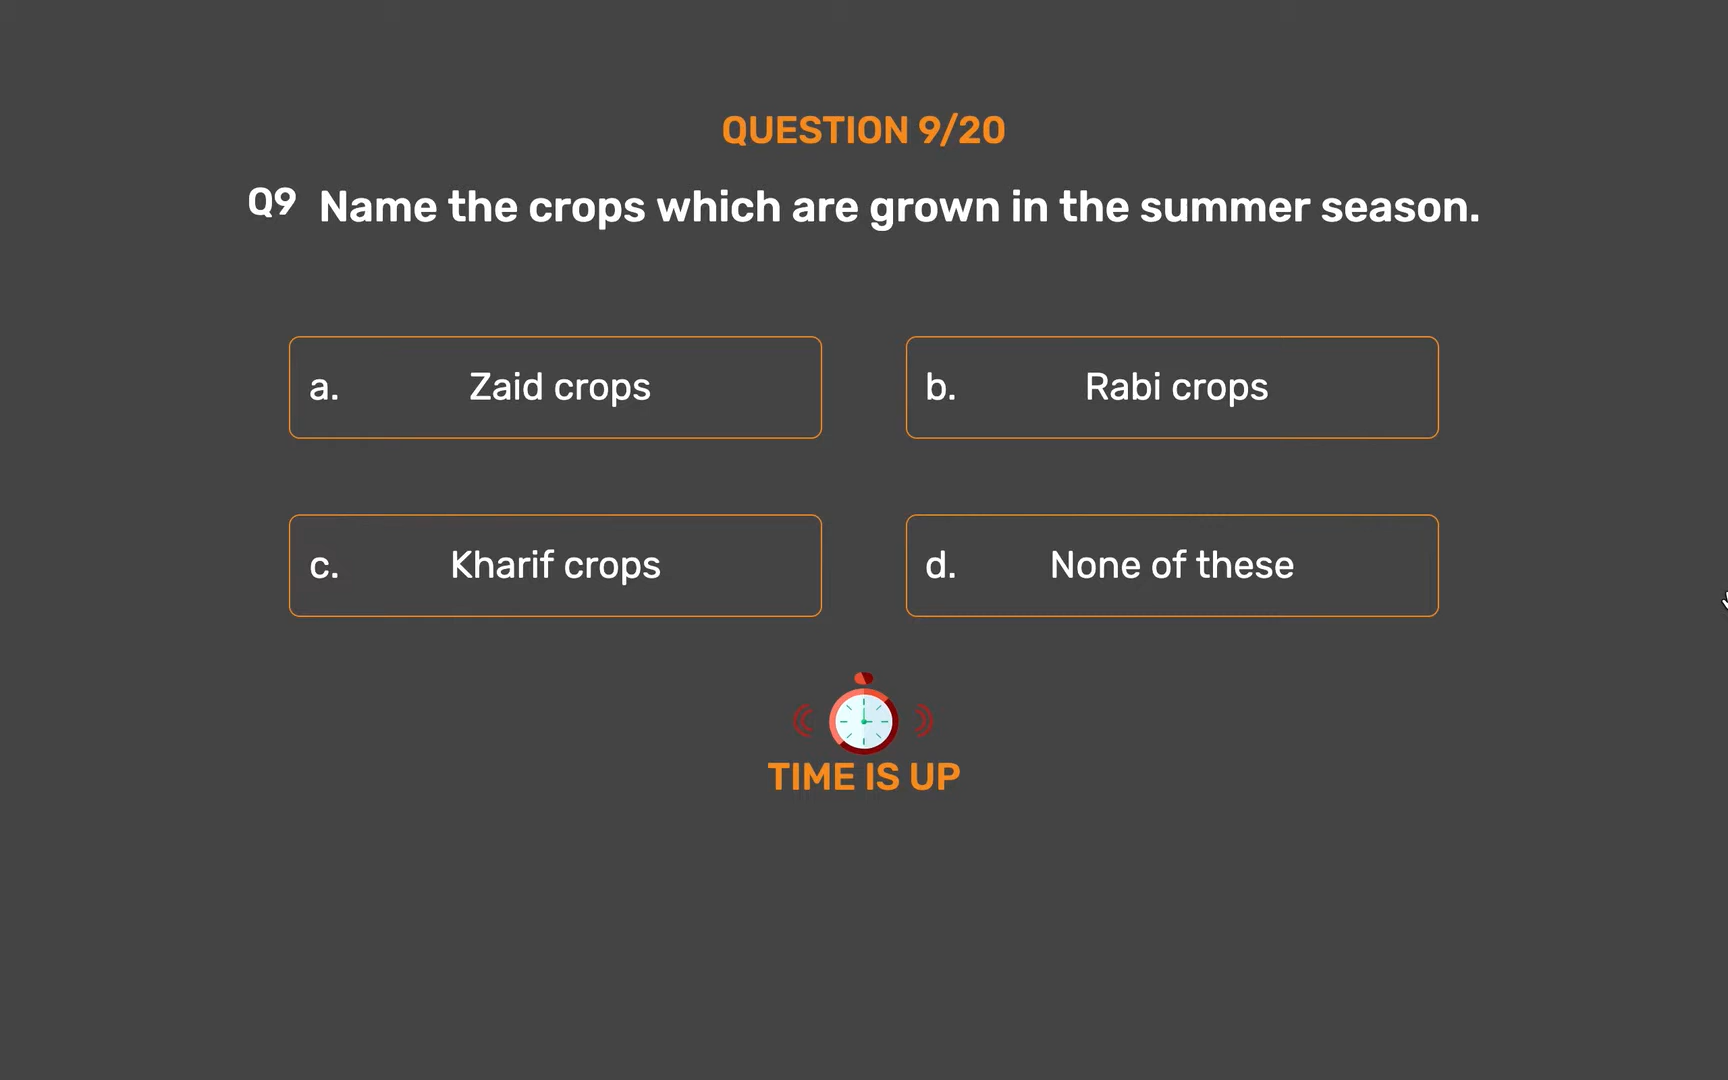 QUESTION 9/20
Q9 Name the crops which are grown in the summer season.
a. Zaid crops
b. Rabi crops
c. Kharif crops
d. None of these
TIME IS UP